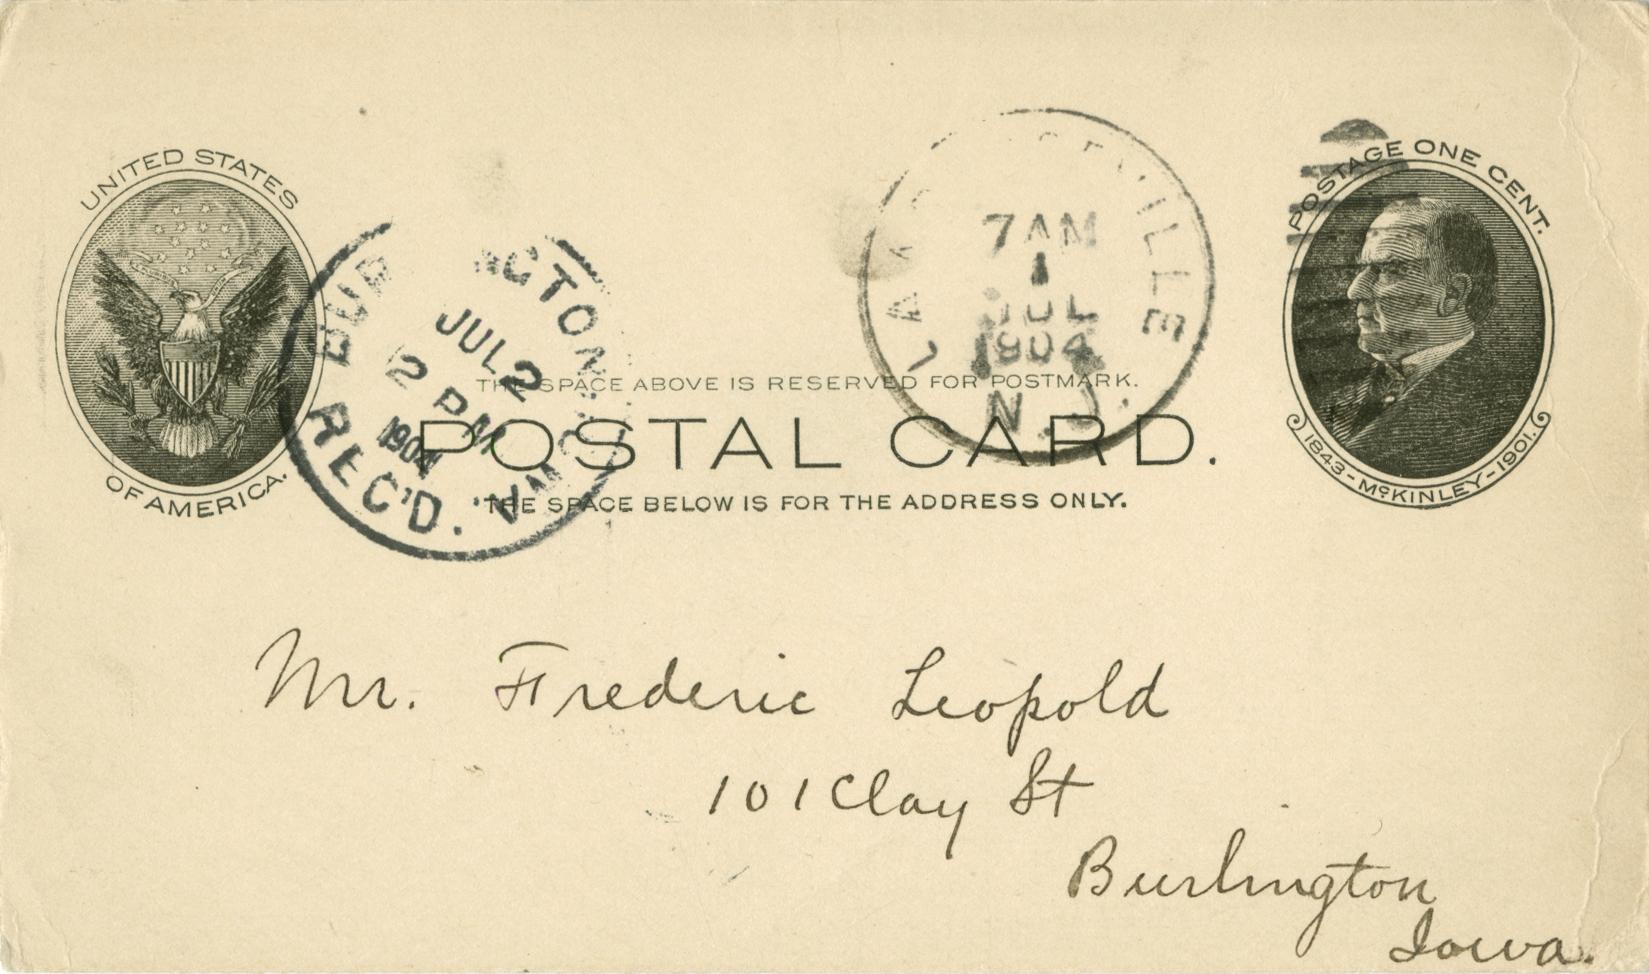 UNITED STATES
OF AMERICA.
POSTAGE ONE CENT.
1843-McKINLEY-1901.
JUL 2
2 PM
1904
REC'D.
7 AM
1
JUL
1904
N.J.
THE SPACE ABOVE IS RESERVED FOR POSTMARK.
POSTAL CARD.
THE SPACE BELOW IS FOR THE ADDRESS ONLY.
Mr. Frederic Leopold
101 Clay St
Burlington
Iowa.